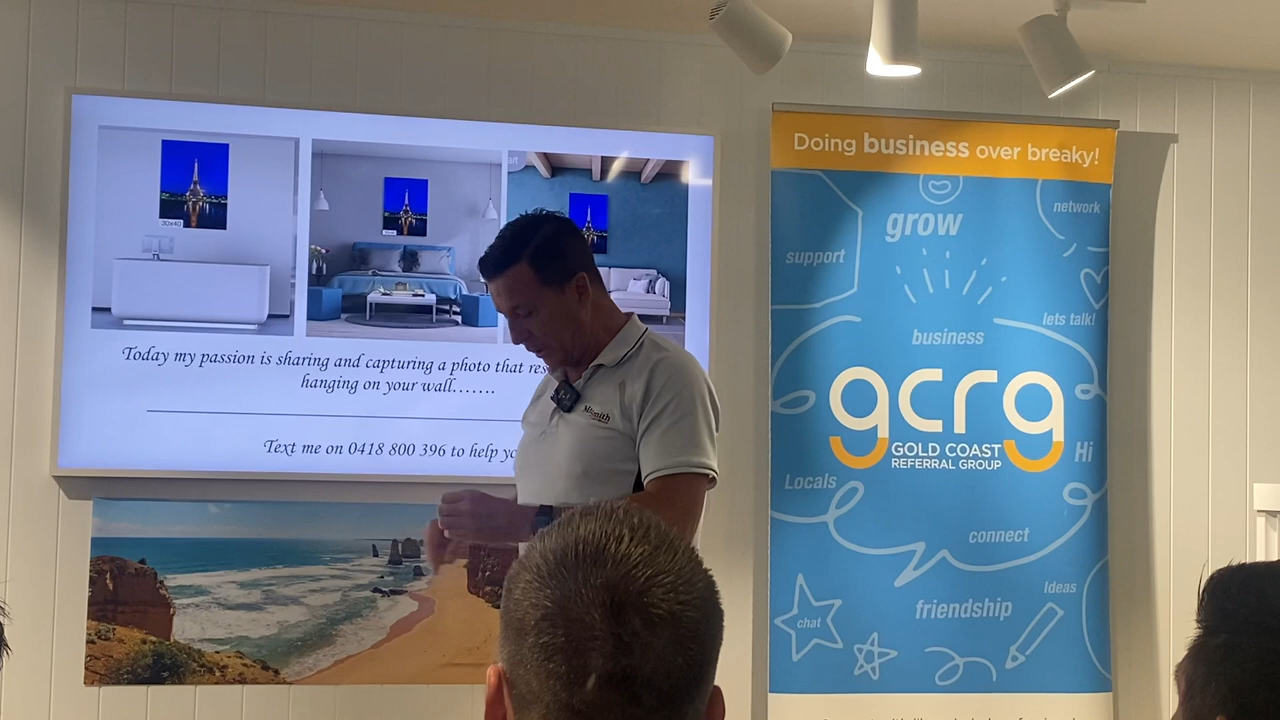 30x40
art
Today my passion is sharing and capturing a photo that res
hanging on your wall.......
Text me on 0418 800 396 to help yo
Doing business over breaky!
network
grow
support
lets talk!
business
gcrg
GOLD COAST
REFERRAL GROUP
Hi
Locals
connect
Ideas
friendship
chat